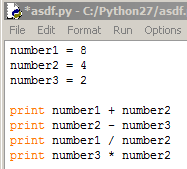 *asdf.py - C:/Python27/asdf.
File Edit Format Run Options
number1 = 8
number2 = 4
number3 = 2
print number1 + number2
print number2 - number3
print number1 / number2
print number3 * number2